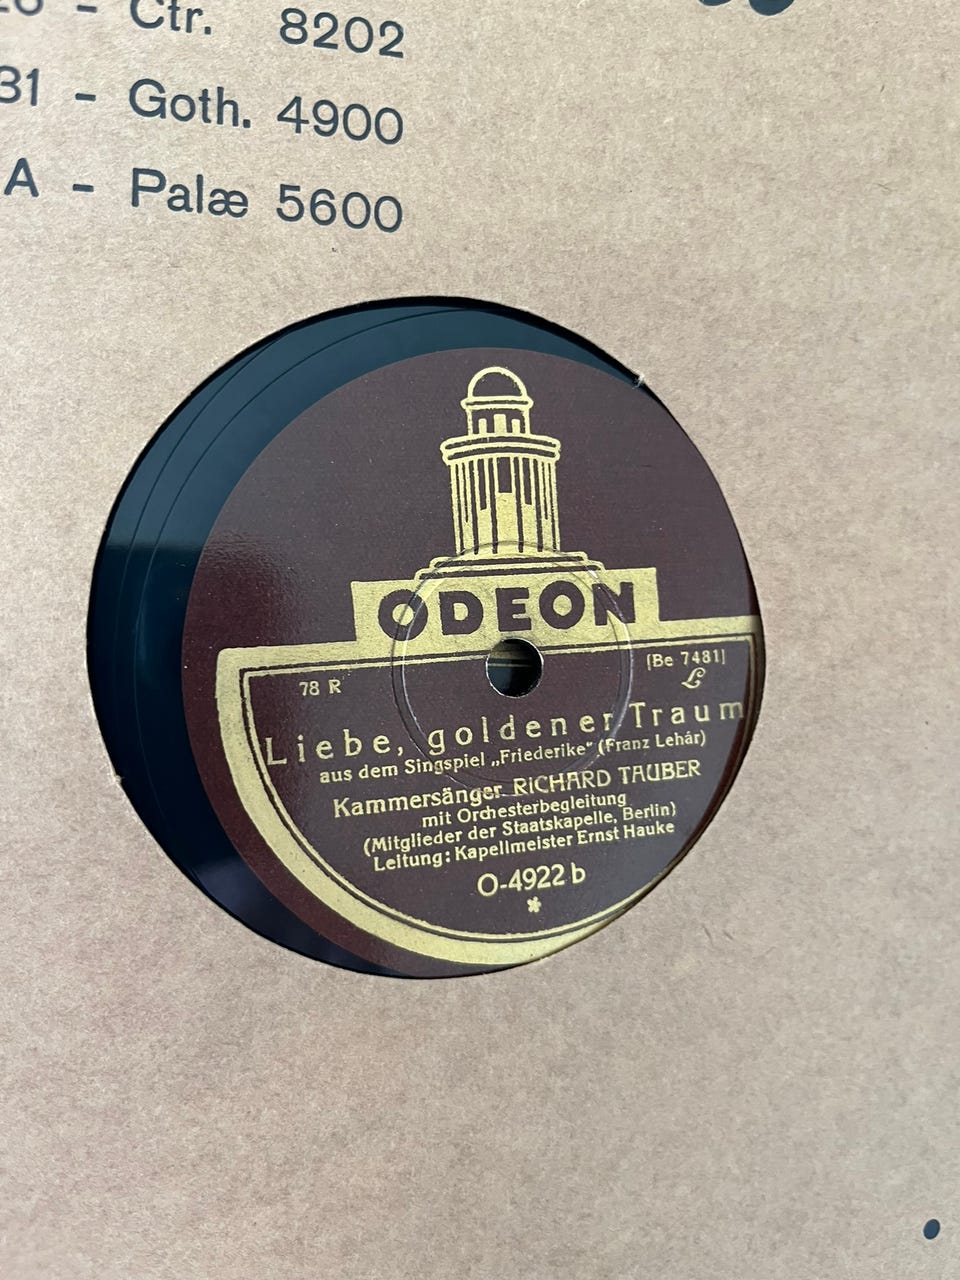 - Ctr. 8202
31 - Goth. 4900
A - Palæ 5600
ODEON
78 R
[Be 7481]
L
Liebe, goldener Traum
aus dem Singspiel „Friederike" (Franz Lehár)
Kammersänger RICHARD TAUBER
mit Orchesterbegleitung
(Mitglieder der Staatskapelle, Berlin)
Leitung: Kapellmeister Ernst Hauke
O-4922 b
*